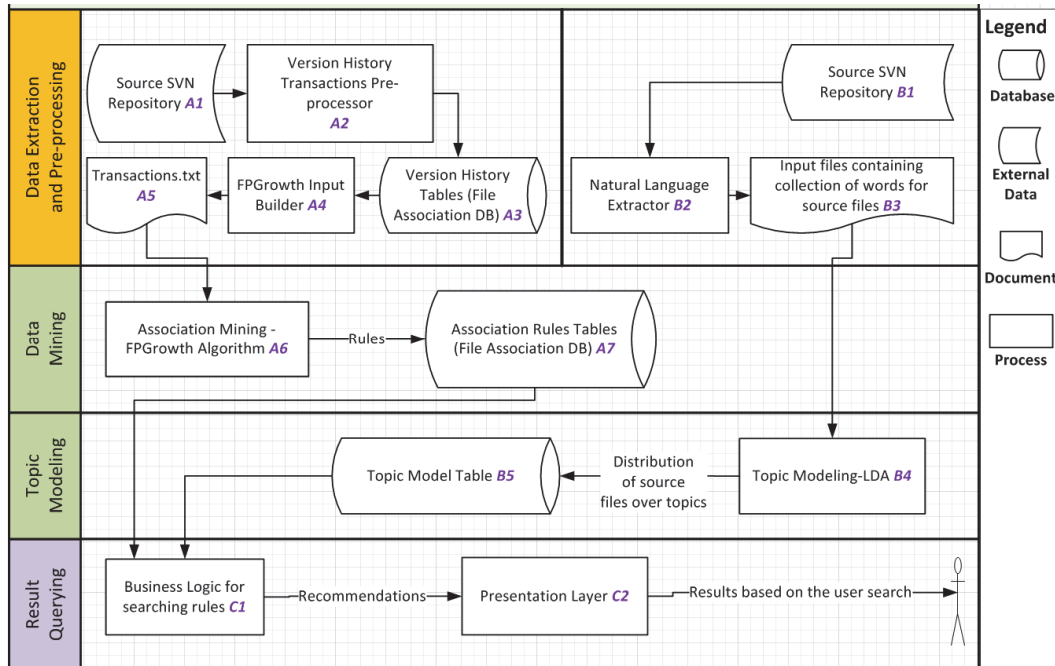 Data Extraction
and Pre-processing
Source SVN
Repository A1
Version History
Transactions Pre-
processor
A2
Transactions.txt
A5
FPGrowth Input
Builder A4
Version History
Tables (File
Association DB) A3
Source SVN
Repository B1
Natural Language
Extractor B2
Input files containing
collection of words for
source files B3
Data
Mining
Association Mining -
FPGrowth Algorithm A6
Rules
Association Rules Tables
(File Association DB) A7
Topic
Modeling
Topic Model Table B5
Distribution
of source
files over topics
Topic Modeling-LDA B4
Result
Querying
Business Logic for
searching rules C1
Recommendations
Presentation Layer C2
Results based on the user search
Legend
Database
External
Data
Document
Process